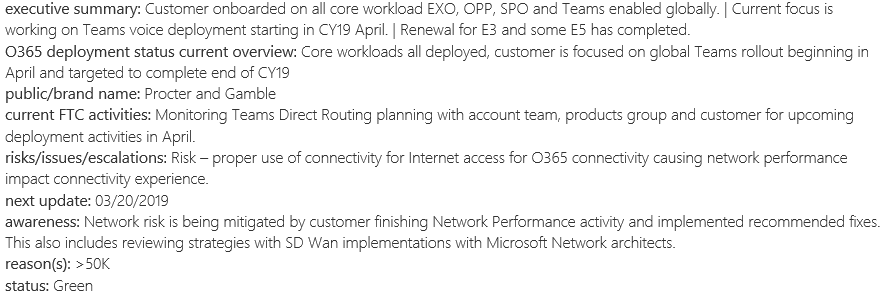 executive summary: Customer onboarded on all core workload EXO, OPP, SPO and Teams enabled globally. | Current focus is
working on Teams voice deployment starting in CY19 April. | Renewal for E3 and some E5 has completed.
O365 deployment status current overview: Core workloads all deployed, customer is focused on global Teams rollout beginning in
April and targeted to complete end of CY19
public/brand name: Procter and Gamble
current FTC activities: Monitoring Teams Direct Routing planning with account team, products group and customer for upcoming
deployment activities in April.
risks/issues/escalations: Risk – proper use of connectivity for Internet access for O365 connectivity causing network performance
impact connectivity experience.
next update: 03/20/2019
awareness: Network risk is being mitigated by customer finishing Network Performance activity and implemented recommended fixes.
This also includes reviewing strategies with SD Wan implementations with Microsoft Network architects.
reason(s): >50K
status: Green